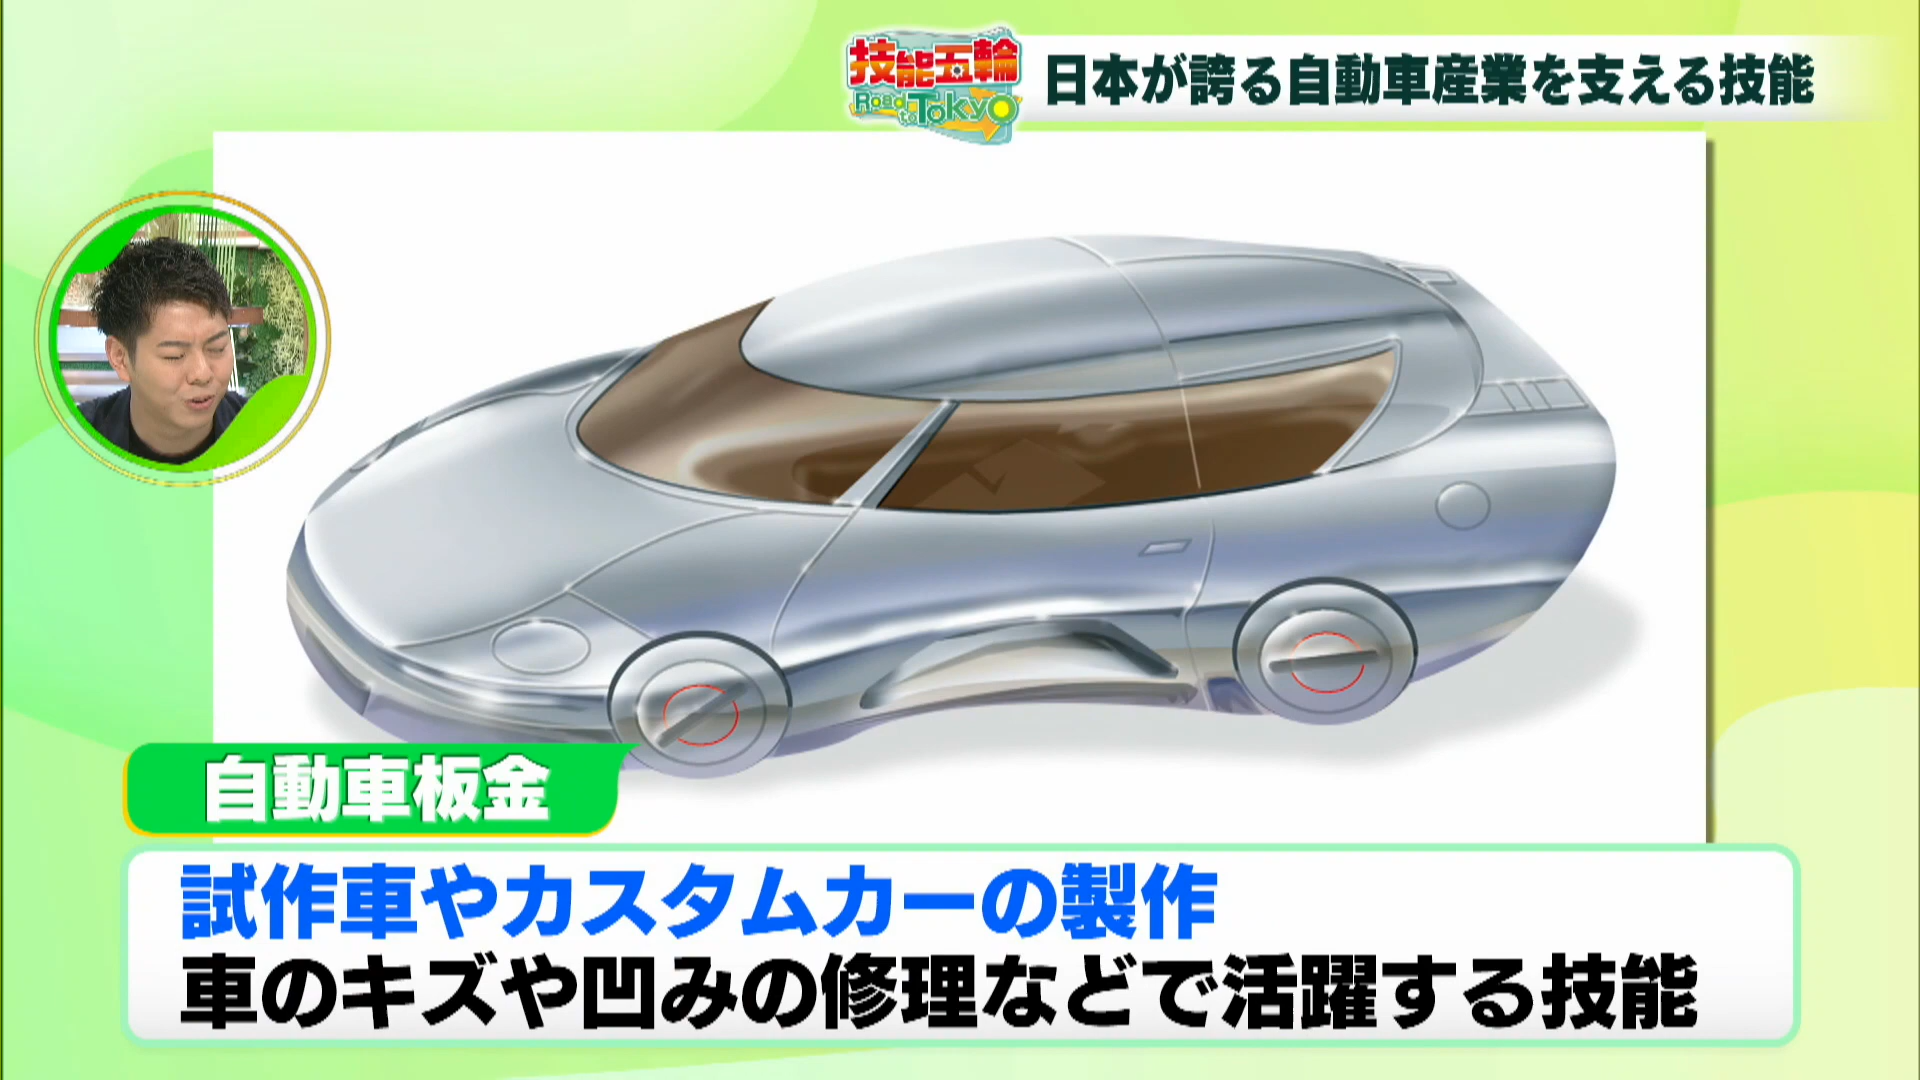 技能五輪
Road to Tokyo
日本が誇る自動車産業を支える技能
自動車板金
試作車やカスタムカーの製作
車のキズや凹みの修理などで活躍する技能